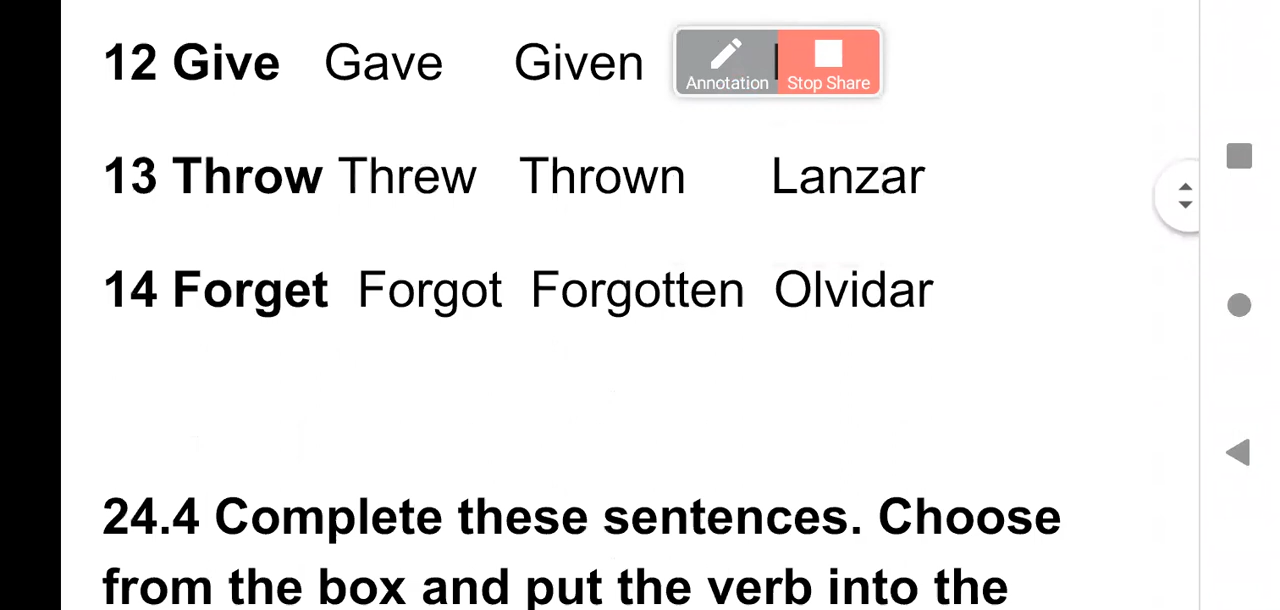 12 Give Gave Given
Annotation Stop Share
13 Throw Threw Thrown Lanzar
14 Forget Forgot Forgotten Olvidar
24.4 Complete these sentences. Choose
from the box and put the verb into the